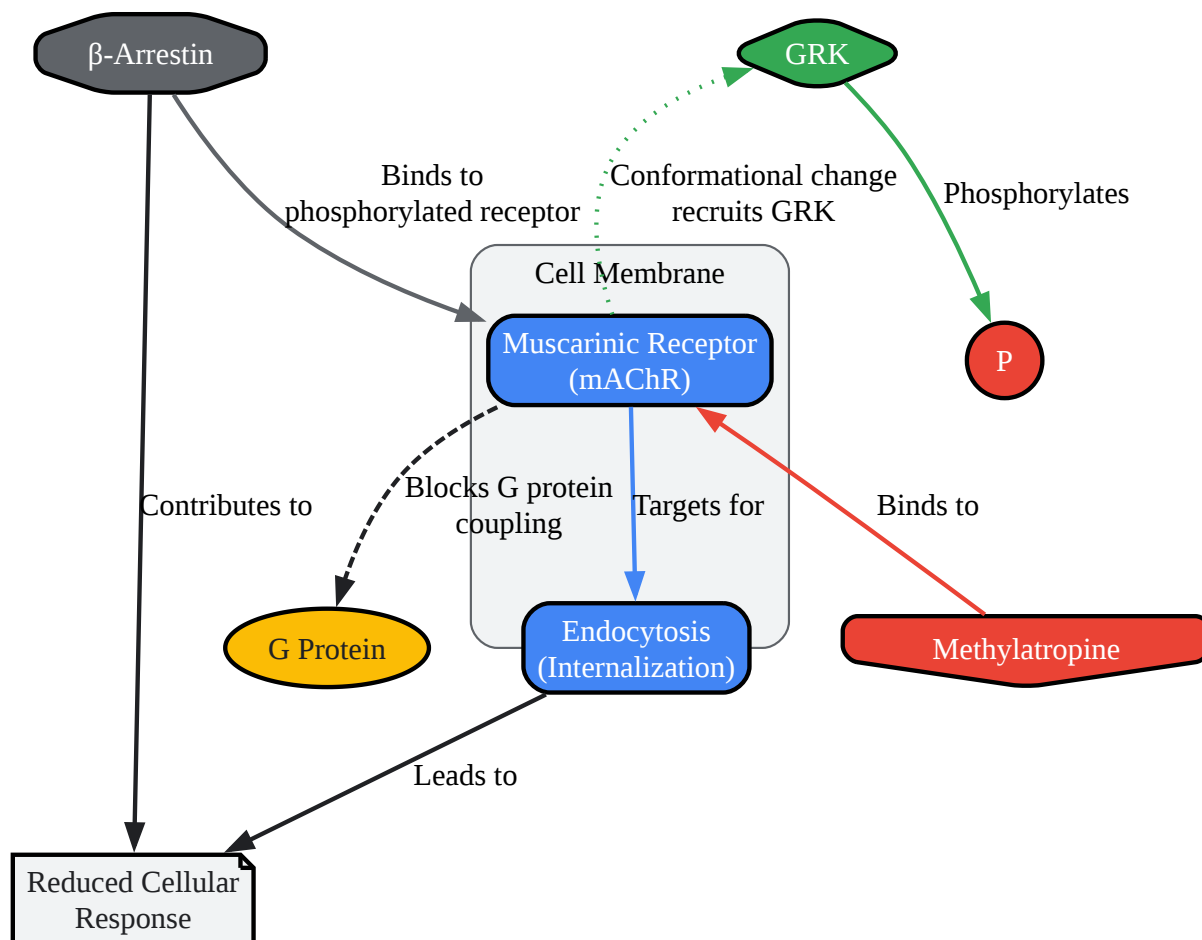 β-Arrestin
GRK
Binds to
phosphorylated receptor
Conformational change
recruits GRK
Phosphorylates
Cell Membrane
Muscarinic Receptor
(mAChR)
P
Contributes to
Blocks G protein
coupling
Targets for
Binds to
G Protein
Endocytosis
(Internalization)
Methylatropine
Leads to
Reduced Cellular
Response